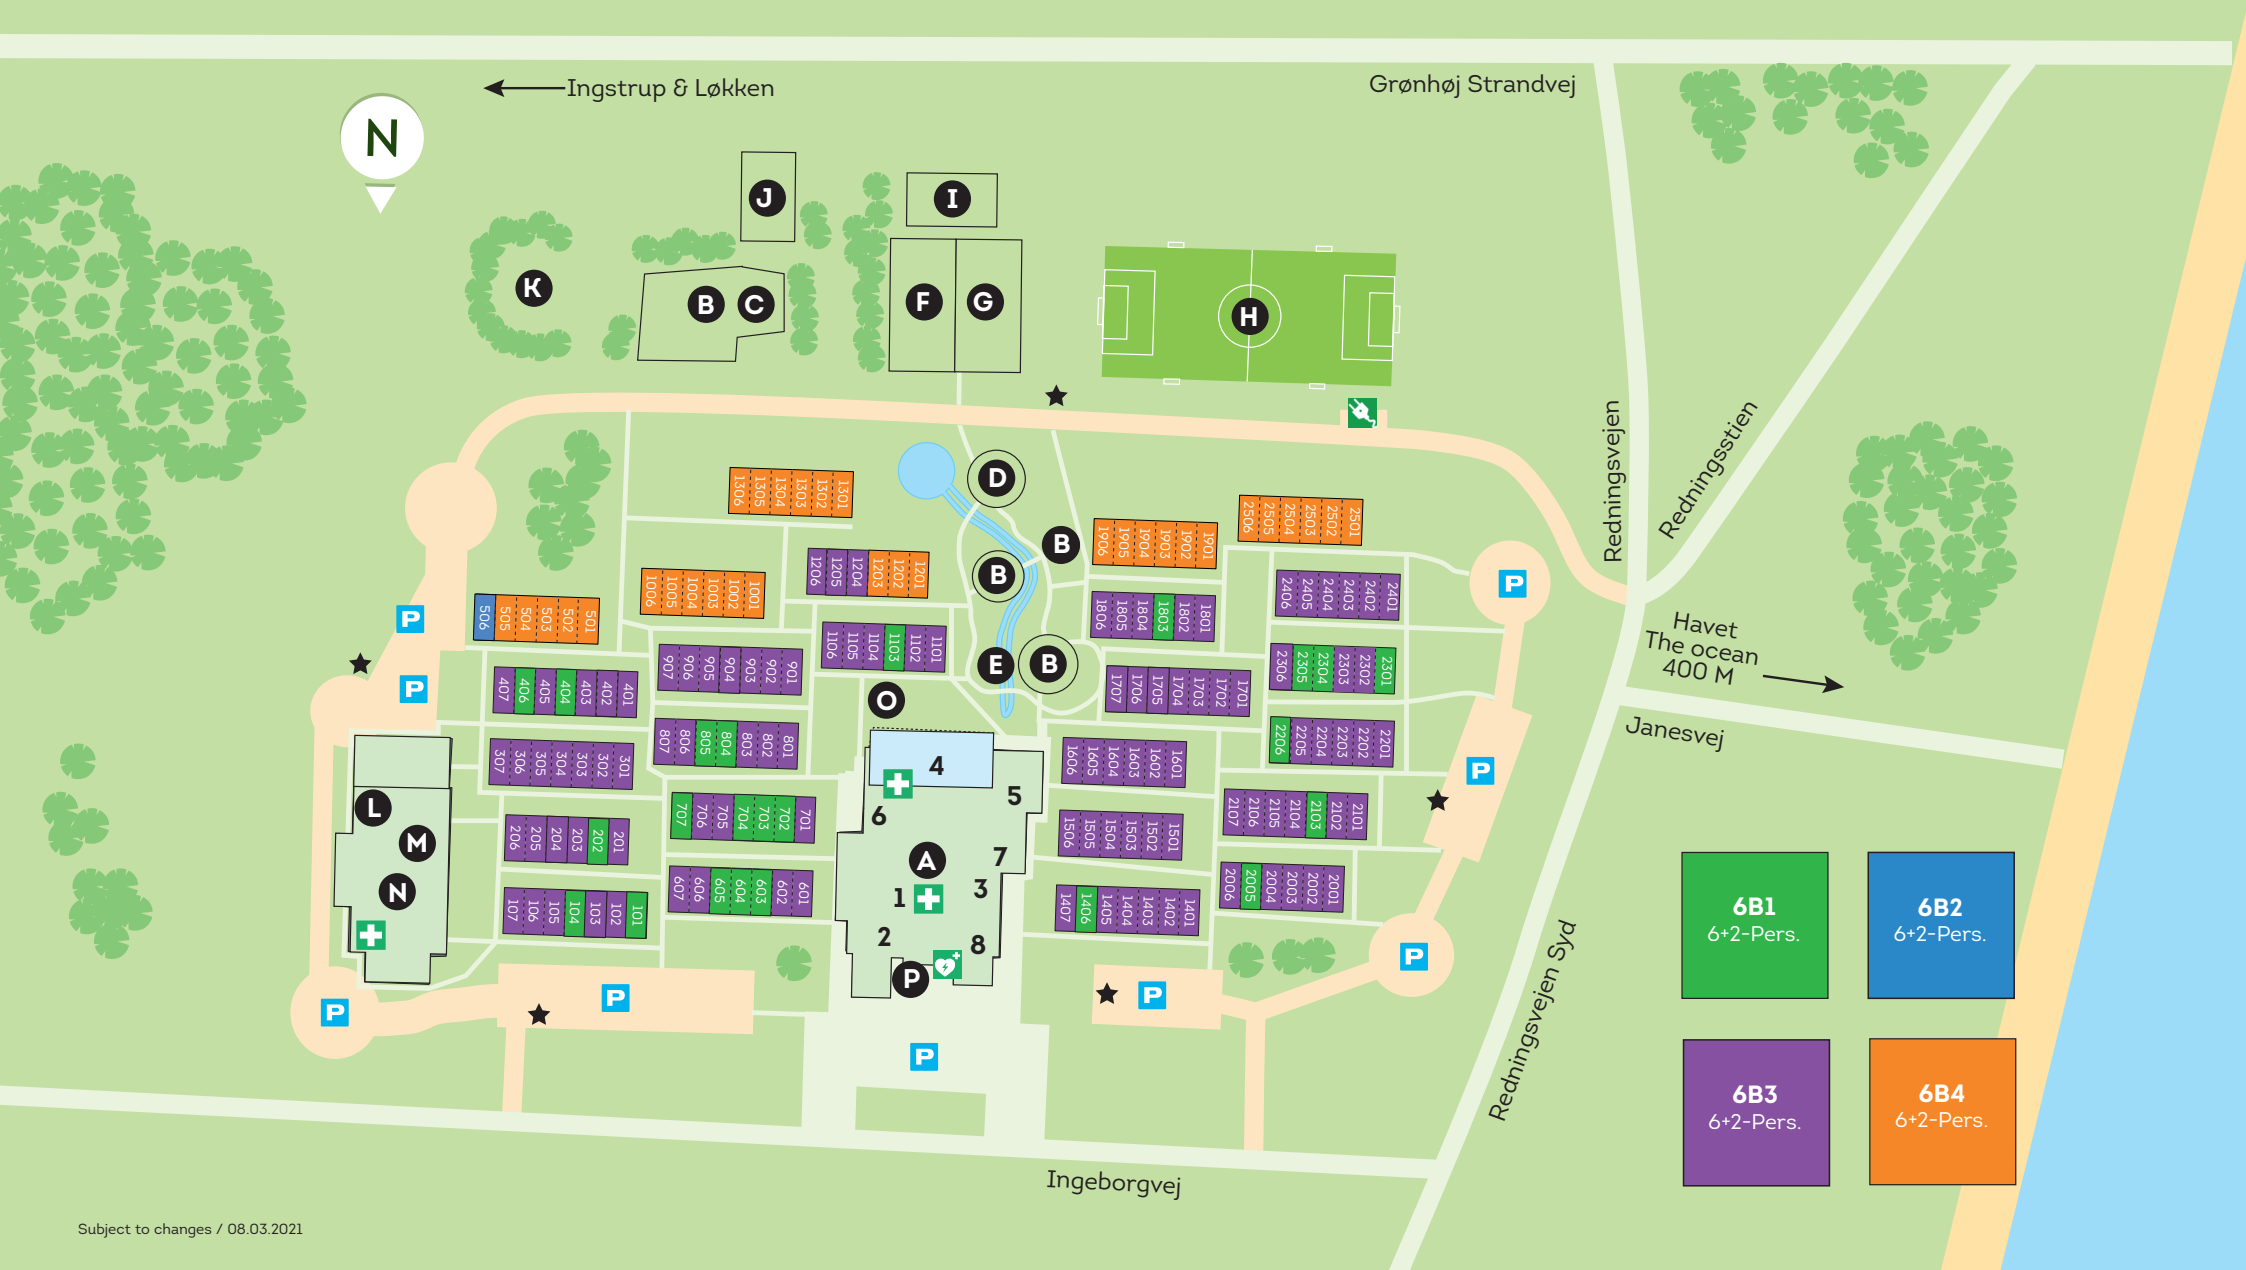 Ingstrup & Løkken
Grønhøj Strandvej
N
J
I
K
B
C
F
G
H
Redningsvejen
Redningsstien
D
B
B
E
B
O
1306 1305 1304 1303 1302 1301
1206 1205 1204 1203 1202 1201
1006 1005 1004 1003 1002 1001
506 505 504 503 502 501
1106 1105 1104 1103 1102 1101
907 906 905 904 903 902 901
407 406 405 404 403 402 401
807 806 805 804 803 802 801
307 306 305 304 303 302 301
707 706 705 704 703 702 701
206 205 204 203 202 201
607 606 605 604 603 602 601
107 106 105 104 103 102 101
2506 2505 2504 2503 2502 2501
1906 1905 1904 1903 1902 1901
2406 2405 2404 2403 2402 2401
1806 1805 1804 1803 1802 1801
2306 2305 2304 2303 2302 2301
1707 1706 1705 1704 1703 1702 1701
2206 2205 2204 2203 2202 2201
1606 1605 1604 1603 1602 1601
2107 2106 2105 2104 2103 2102 2101
1506 1505 1504 1503 1502 1501
2006 2005 2004 2003 2002 2001
1407 1406 1405 1404 1403 1402 1401
P
P
P
P
P
P
P
P
P
L
M
N
4
5
6
A
7
1
3
2
8
P
Havet
The ocean
400 M
Janesvej
Redningsvejen Syd
Ingeborgvej
6B1
6+2-Pers.
6B2
6+2-Pers.
6B3
6+2-Pers.
6B4
6+2-Pers.
Subject to changes / 08.03.2021